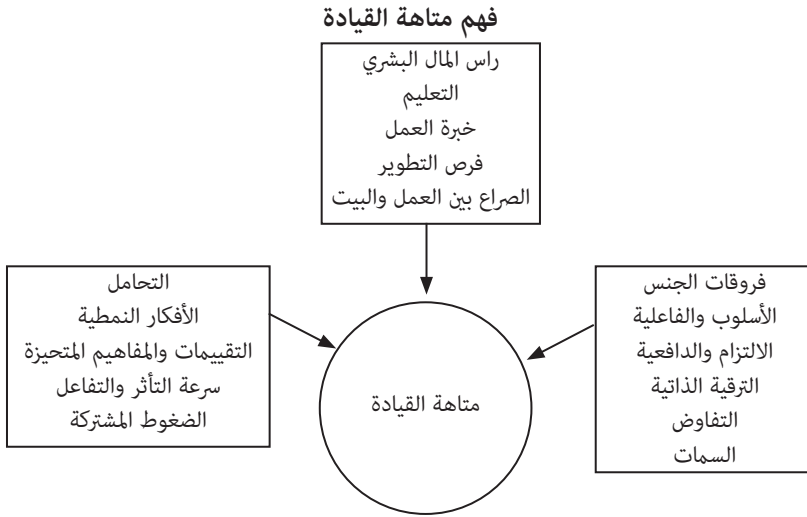 فهم متاهة القيادة
راس المال البشري
التعليم
خبرة العمل
فرص التطوير
الصراع بين العمل والبيت
فروقات الجنس
الأسلوب والفاعلية
الالتزام والدافعية
الترقية الذاتية
التفاوض
السمات
التحامل
الأفكار النمطية
التقييمات والمفاهيم المتحيزة
سرعة التأثر والتفاعل
الضغوط المشتركة
متاهة القيادة